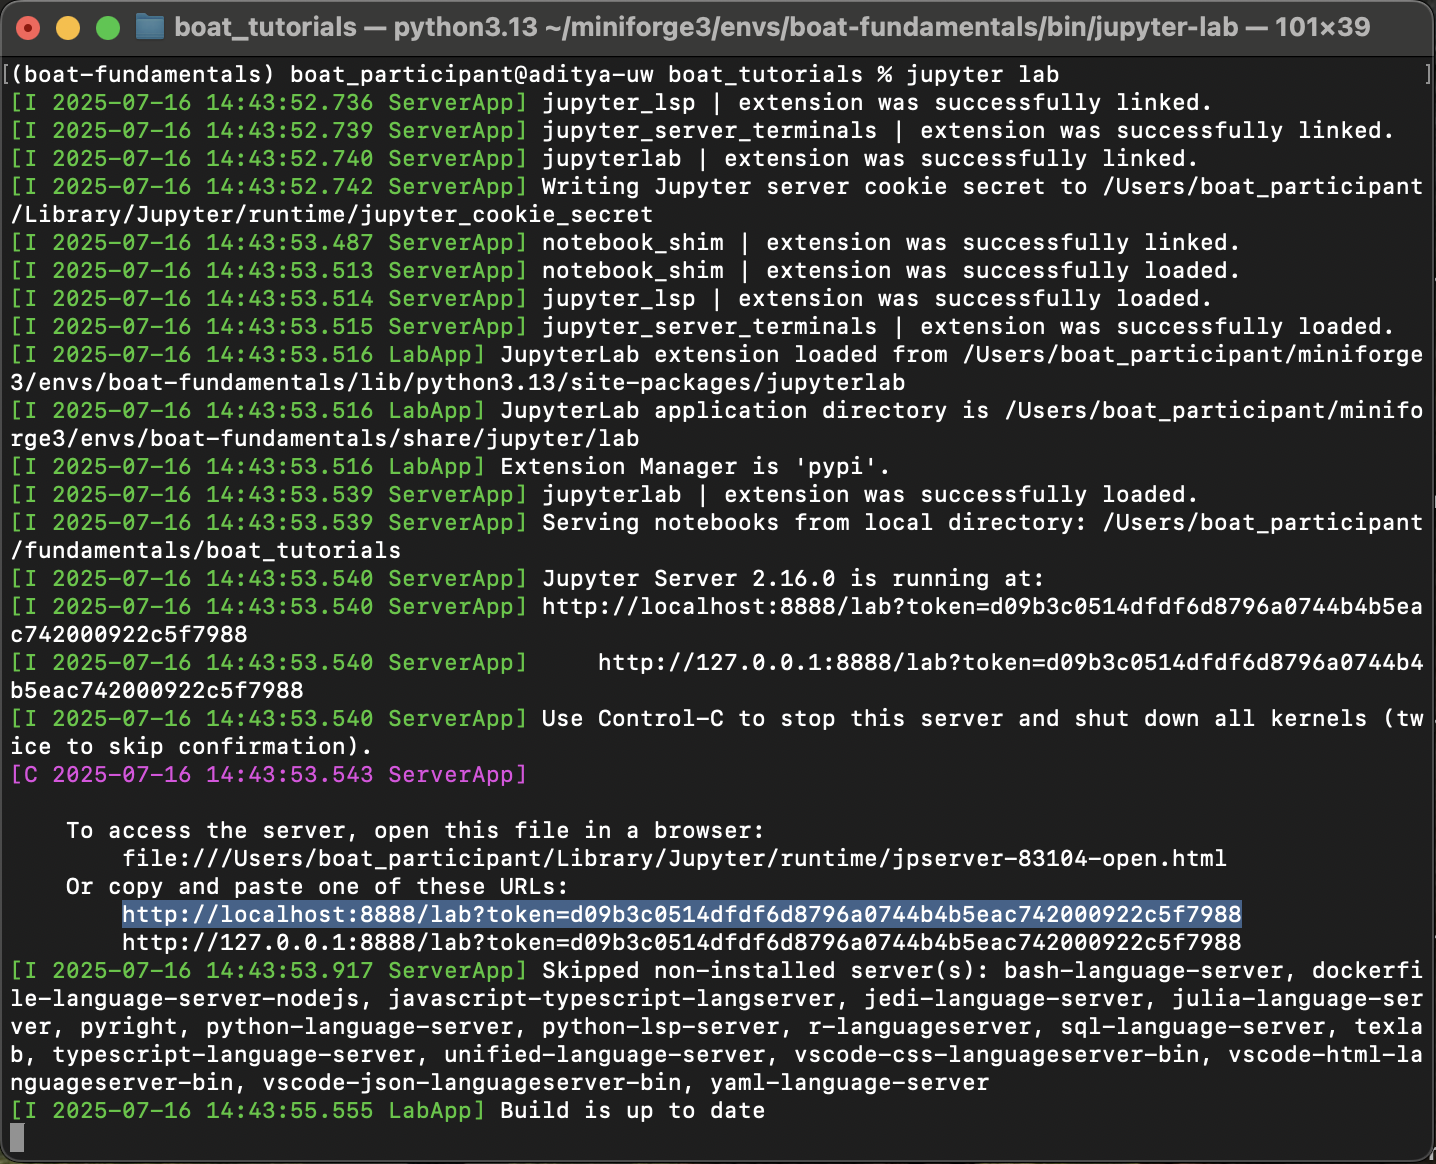 boat_tutorials — python3.13 ~/miniforge3/envs/boat-fundamentals/bin/jupyter-lab — 101×39
[(boat-fundamentals) boat_participant@aditya-uw boat_tutorials % jupyter lab ]
[I 2025-07-16 14:43:52.736 ServerApp] jupyter_lsp | extension was successfully linked.
[I 2025-07-16 14:43:52.739 ServerApp] jupyter_server_terminals | extension was successfully linked.
[I 2025-07-16 14:43:52.740 ServerApp] jupyterlab | extension was successfully linked.
[I 2025-07-16 14:43:52.742 ServerApp] Writing Jupyter server cookie secret to /Users/boat_participant
/Library/Jupyter/runtime/jupyter_cookie_secret
[I 2025-07-16 14:43:53.487 ServerApp] notebook_shim | extension was successfully linked.
[I 2025-07-16 14:43:53.513 ServerApp] notebook_shim | extension was successfully loaded.
[I 2025-07-16 14:43:53.514 ServerApp] jupyter_lsp | extension was successfully loaded.
[I 2025-07-16 14:43:53.515 ServerApp] jupyter_server_terminals | extension was successfully loaded.
[I 2025-07-16 14:43:53.516 LabApp] JupyterLab extension loaded from /Users/boat_participant/miniforge
3/envs/boat-fundamentals/lib/python3.13/site-packages/jupyterlab
[I 2025-07-16 14:43:53.516 LabApp] JupyterLab application directory is /Users/boat_participant/minifo
rge3/envs/boat-fundamentals/share/jupyter/lab
[I 2025-07-16 14:43:53.516 LabApp] Extension Manager is 'pypi'.
[I 2025-07-16 14:43:53.539 ServerApp] jupyterlab | extension was successfully loaded.
[I 2025-07-16 14:43:53.539 ServerApp] Serving notebooks from local directory: /Users/boat_participant
/fundamentals/boat_tutorials
[I 2025-07-16 14:43:53.540 ServerApp] Jupyter Server 2.16.0 is running at:
[I 2025-07-16 14:43:53.540 ServerApp] http://localhost:8888/lab?token=d09b3c0514dfdf6d8796a0744b4b5ea
c742000922c5f7988
[I 2025-07-16 14:43:53.540 ServerApp]     http://127.0.0.1:8888/lab?token=d09b3c0514dfdf6d8796a0744b4
b5eac742000922c5f7988
[I 2025-07-16 14:43:53.540 ServerApp] Use Control-C to stop this server and shut down all kernels (tw
ice to skip confirmation).
[C 2025-07-16 14:43:53.543 ServerApp]
To access the server, open this file in a browser:
file:///Users/boat_participant/Library/Jupyter/runtime/jpserver-83104-open.html
Or copy and paste one of these URLs:
http://localhost:8888/lab?token=d09b3c0514dfdf6d8796a0744b4b5eac742000922c5f7988
http://127.0.0.1:8888/lab?token=d09b3c0514dfdf6d8796a0744b4b5eac742000922c5f7988
[I 2025-07-16 14:43:53.917 ServerApp] Skipped non-installed server(s): bash-language-server, dockerfi
le-language-server-nodejs, javascript-typescript-langserver, jedi-language-server, julia-language-ser
ver, pyright, python-language-server, python-lsp-server, r-languageserver, sql-language-server, texla
b, typescript-language-server, unified-language-server, vscode-css-languageserver-bin, vscode-html-la
nguageserver-bin, vscode-json-languageserver-bin, yaml-language-server
[I 2025-07-16 14:43:55.555 LabApp] Build is up to date